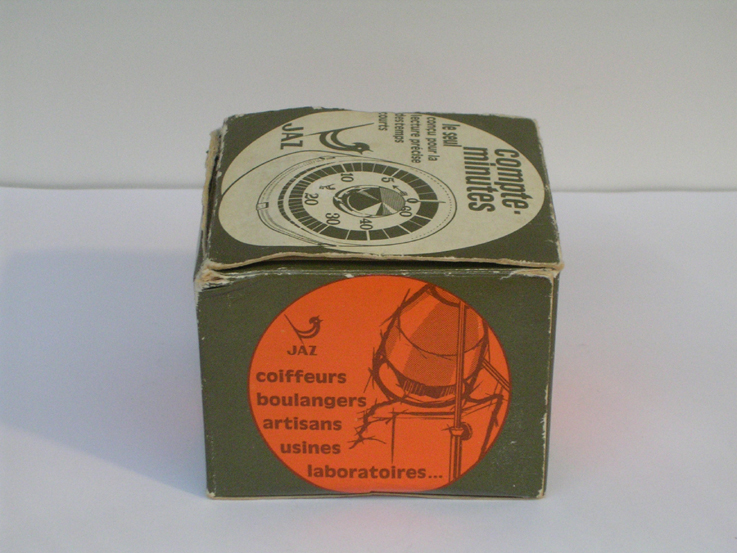 compte-
minutes
le seul
conçu pour la
lecture précise
des temps
courts
JAZ
0
5
10
20
30
40
60
JAZ
coiffeurs
boulangers
artisans
usines
laboratoires...